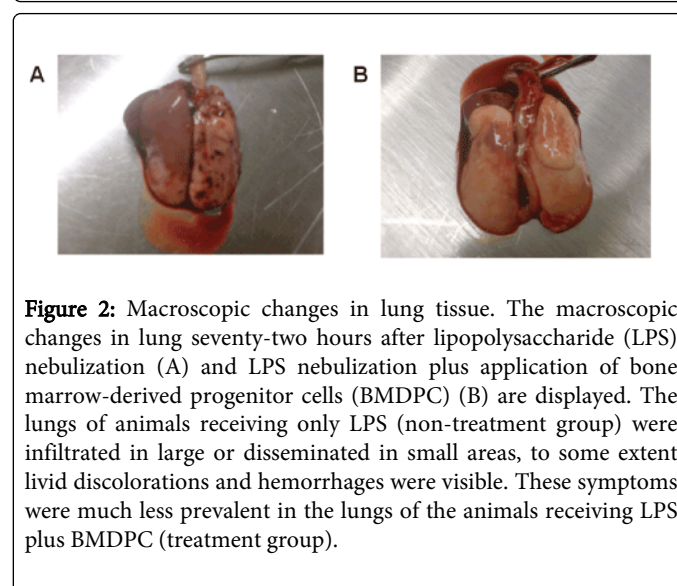 A
B
Figure 2: Macroscopic changes in lung tissue. The macroscopic
changes in lung seventy-two hours after lipopolysaccharide (LPS)
nebulization (A) and LPS nebulization plus application of bone
marrow-derived progenitor cells (BMDPC) (B) are displayed. The
lungs of animals receiving only LPS (non-treatment group) were
infiltrated in large or disseminated in small areas, to some extent
livid discolorations and hemorrhages were visible. These symptoms
were much less prevalent in the lungs of the animals receiving LPS
plus BMDPC (treatment group).